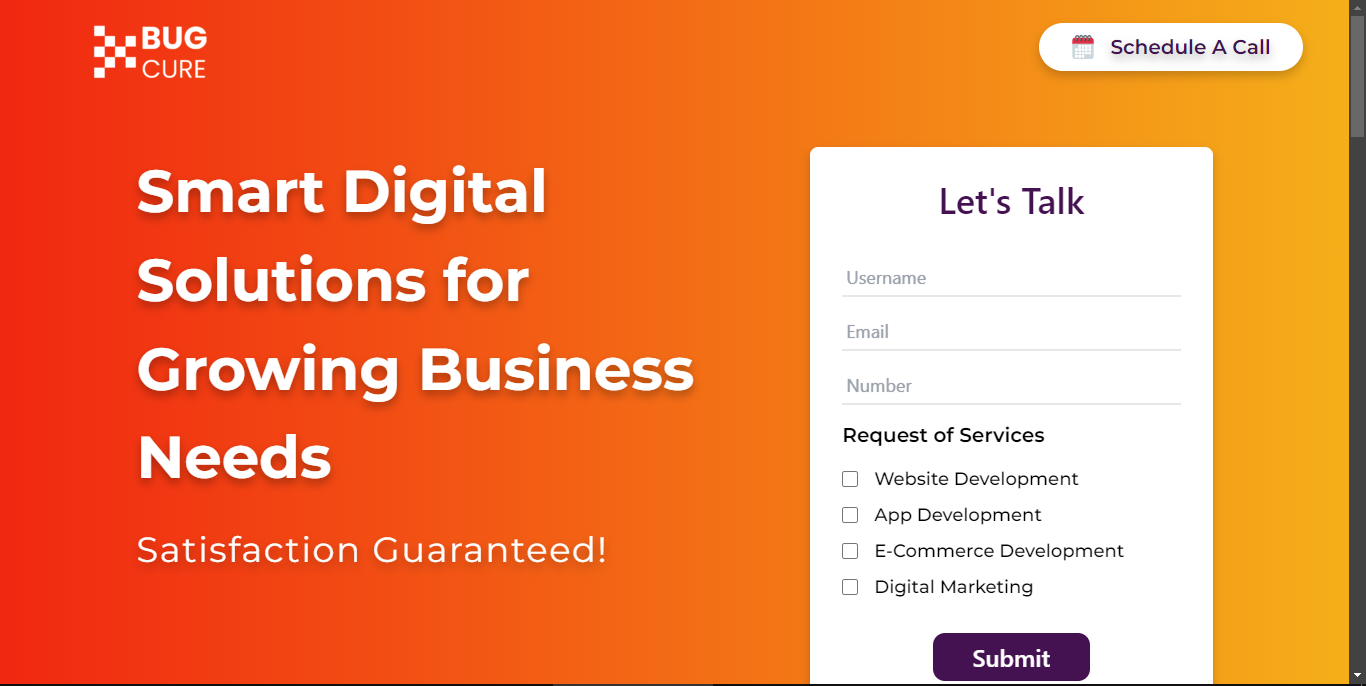 BUG
CURE
Schedule A Call
Smart Digital
Solutions for
Growing Business
Needs
Satisfaction Guaranteed!
Let's Talk
Username
Email
Number
Request of Services
Website Development
App Development
E-Commerce Development
Digital Marketing
Submit